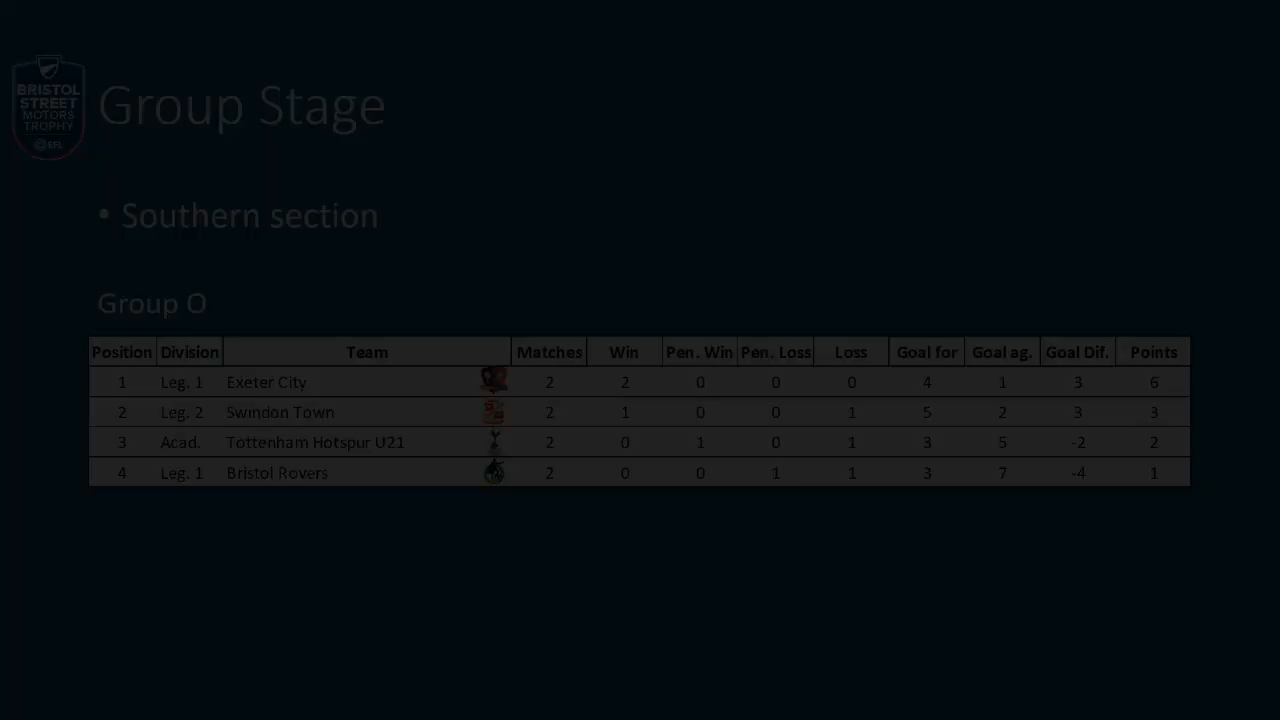 BRISTOL
STREET
MOTORS
TROPHY
EFL
Group Stage
• Southern section
Group O
Position Division Team Matches Win Pen. Win Pen. Loss Loss Goal for Goal ag. Goal Dif. Points
1 Leg. 1 Exeter City 2 2 0 0 0 4 1 3 6
2 Leg. 2 Swindon Town 2 1 0 0 1 5 2 3 3
3 Acad. Tottenham Hotspur U21 2 0 1 0 1 3 5 -2 2
4 Leg. 1 Bristol Rovers 2 0 0 1 1 3 7 -4 1